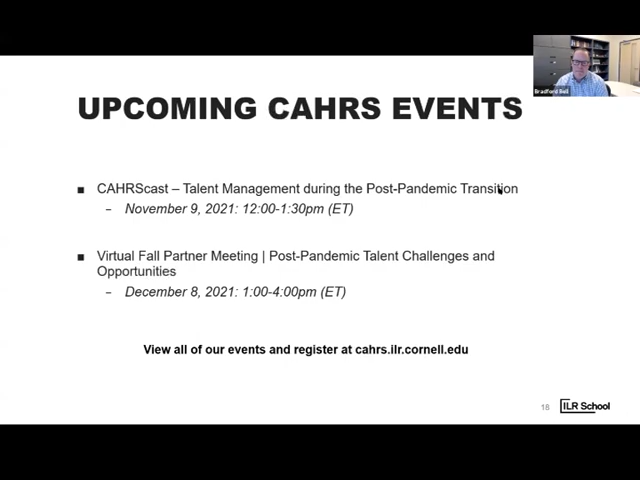 Bradford Bell
UPCOMING CAHRS EVENTS
■ CAHRScast – Talent Management during the Post-Pandemic Transition
– November 9, 2021: 12:00-1:30pm (ET)
■ Virtual Fall Partner Meeting | Post-Pandemic Talent Challenges and
Opportunities
– December 8, 2021: 1:00-4:00pm (ET)
View all of our events and register at cahrs.ilr.cornell.edu
18
ILR School